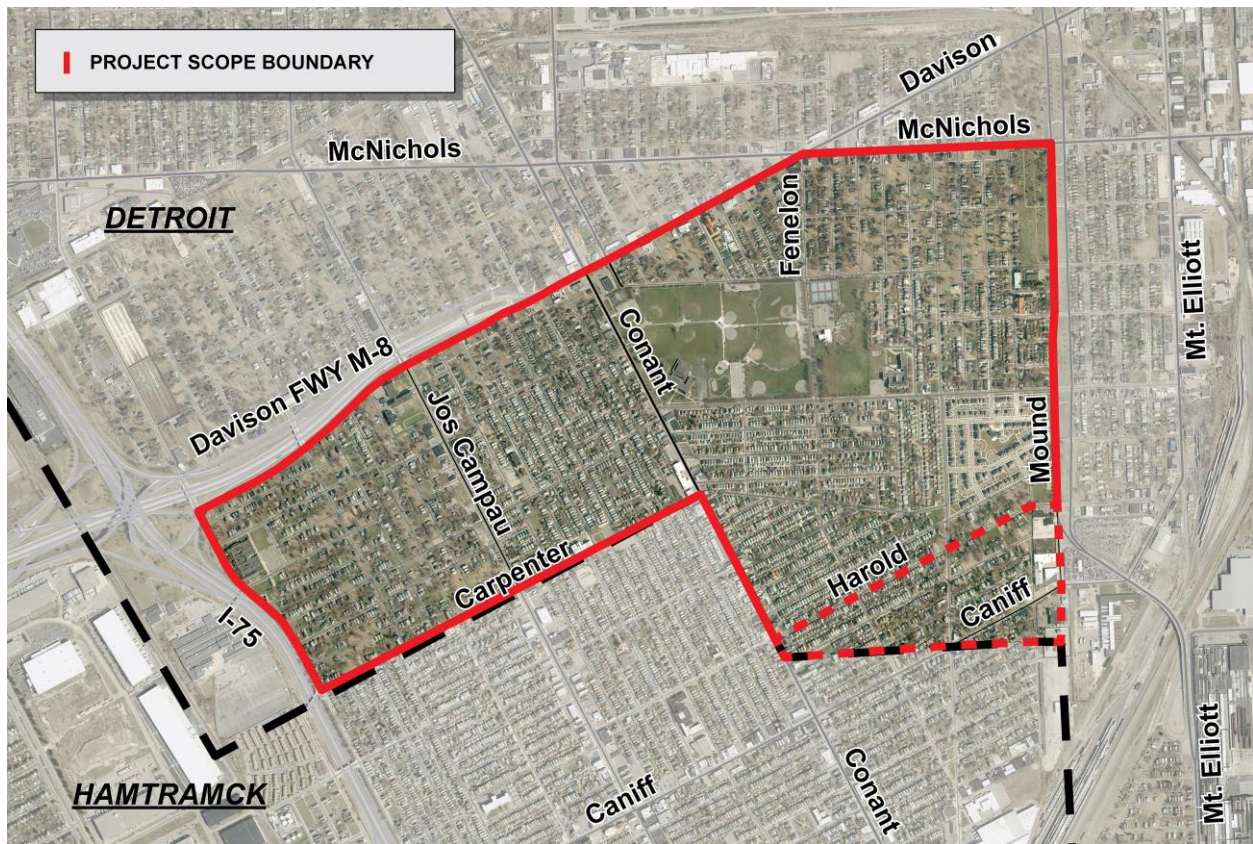 PROJECT SCOPE BOUNDARY
Davison
McNichols
McNichols
DETROIT
Fenelon
Mt. Elliott
Conant
Davison FWY M-8
Jos Campau
Mound
Carpenter
Harold
Caniff
I-75
HAMTRAMCK
Caniff
Conant
Mt. Elliott